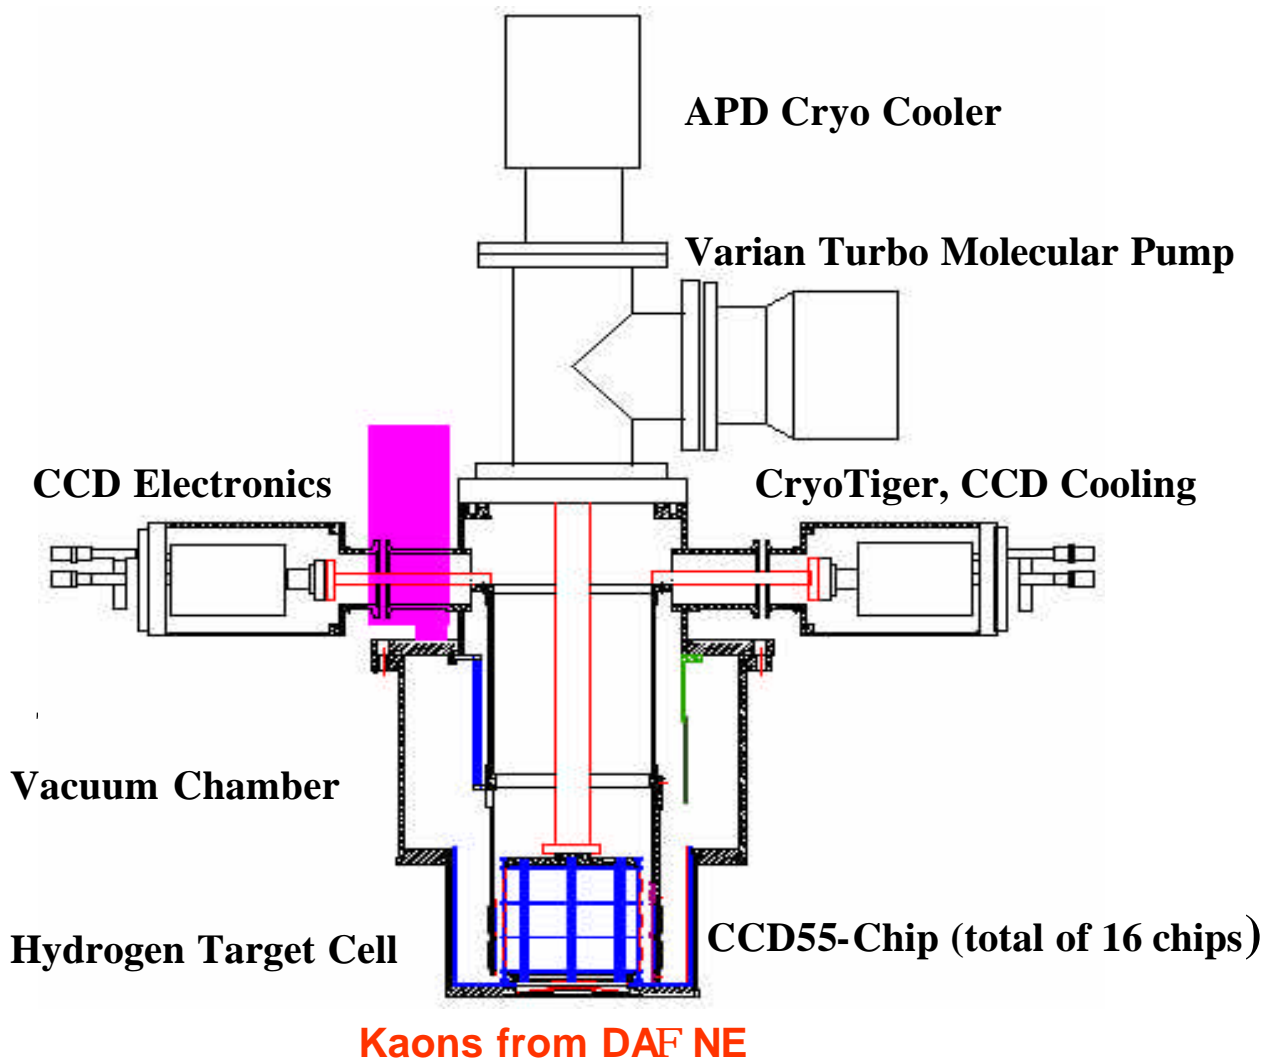 APD Cryo Cooler
Varian Turbo Molecular Pump
CCD Electronics
CryoTiger, CCD Cooling
Vacuum Chamber
Hydrogen Target Cell
CCD55-Chip (total of 16 chips)
Kaons from DAF NE